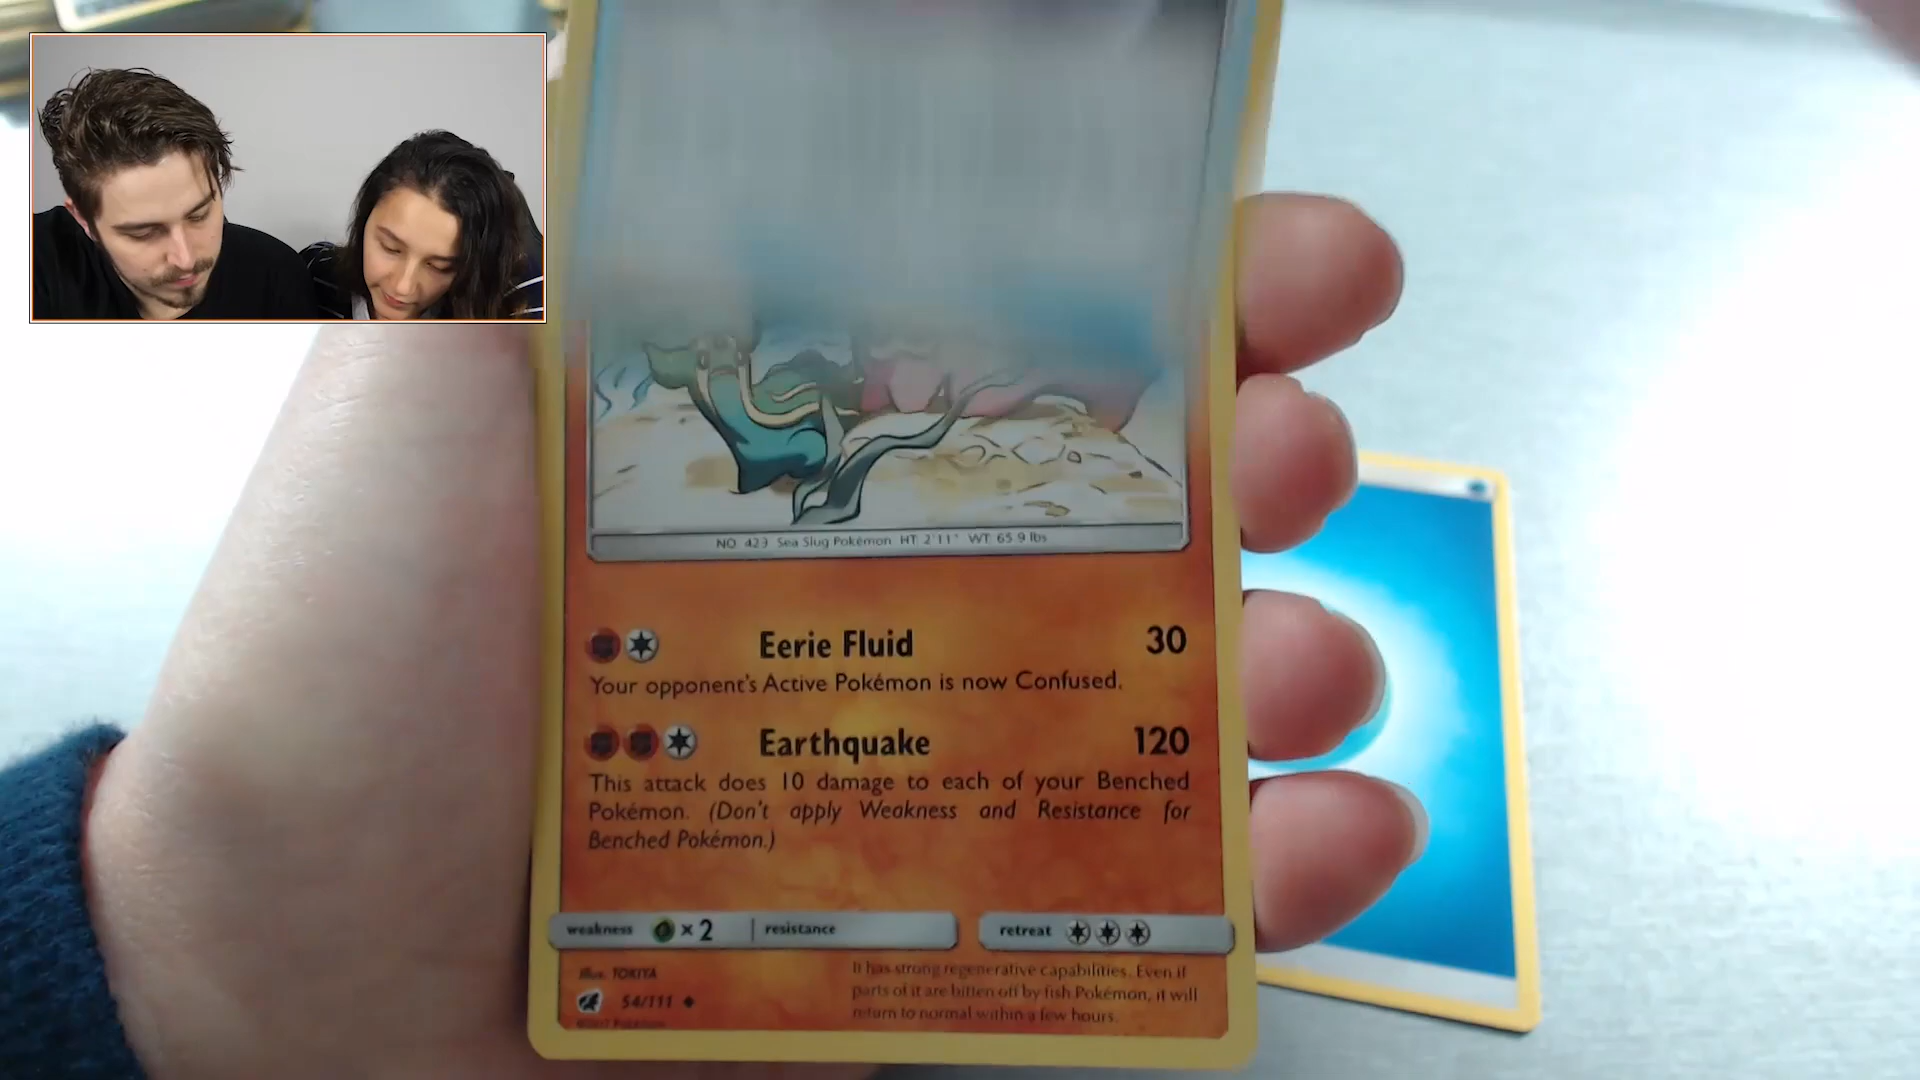 NO. 423 Sea Slug Pokémon HT: 2'11" WT: 65.9 lbs
Eerie Fluid 30
Your opponent's Active Pokémon is now Confused.
Earthquake 120
This attack does 10 damage to each of your Benched
Pokémon. (Don't apply Weakness and Resistance for
Benched Pokémon.)
weakness ×2 resistance retreat
Illus. TOKIYA
54/111
©2017 Pokémon
It has strong regenerative capabilities. Even if
parts of it are bitten off by fish Pokémon, it will
return to normal within a few hours.